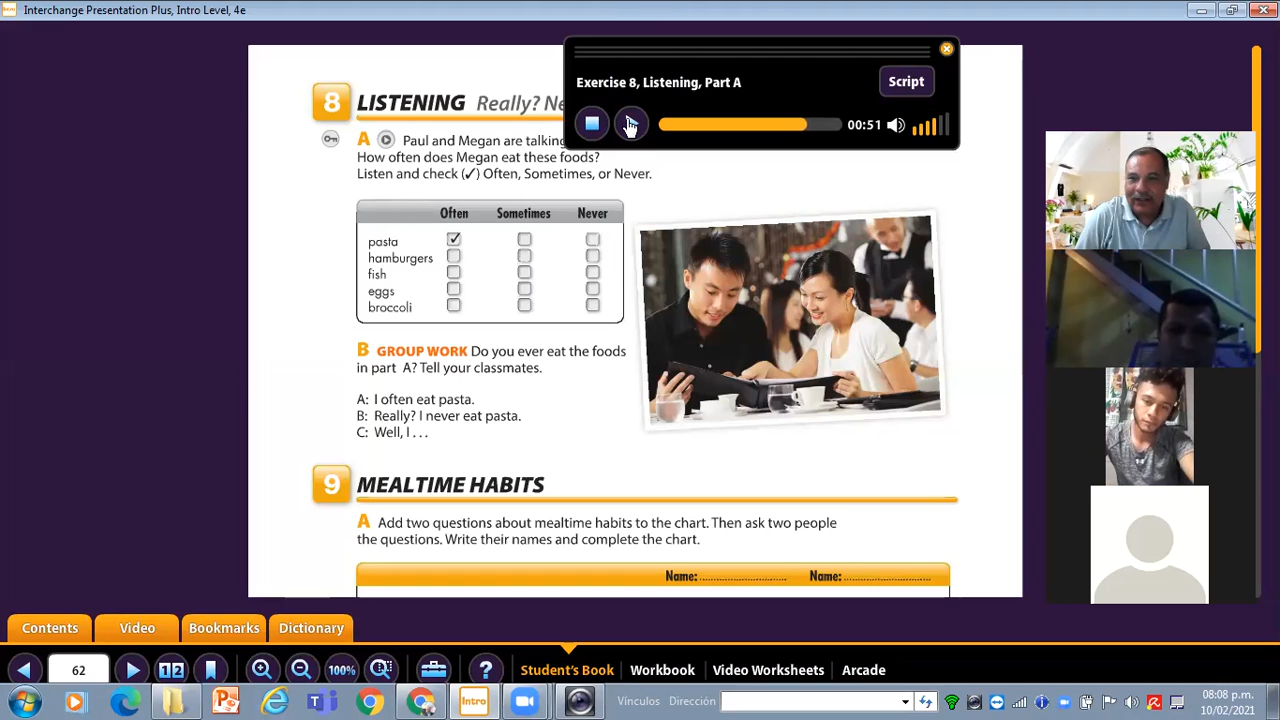 Interchange Presentation Plus, Intro Level, 4e
8 LISTENING Really? Ne
Exercise 8, Listening, Part A
Script
00:51
A Paul and Megan are talking
How often does Megan eat these foods?
Listen and check (✓) Often, Sometimes, or Never.
Often Sometimes Never
pasta ✓
hamburgers
fish
eggs
broccoli
B GROUP WORK Do you ever eat the foods
in part A? Tell your classmates.
A: I often eat pasta.
B: Really? I never eat pasta.
C: Well, I . . .
9 MEALTIME HABITS
A Add two questions about mealtime habits to the chart. Then ask two people
the questions. Write their names and complete the chart.
Name: Name:
Contents Video Bookmarks Dictionary
62 12 100% ? Student's Book Workbook Video Worksheets Arcade
Intro Vínculos Dirección
08:08 p.m.
10/02/2021